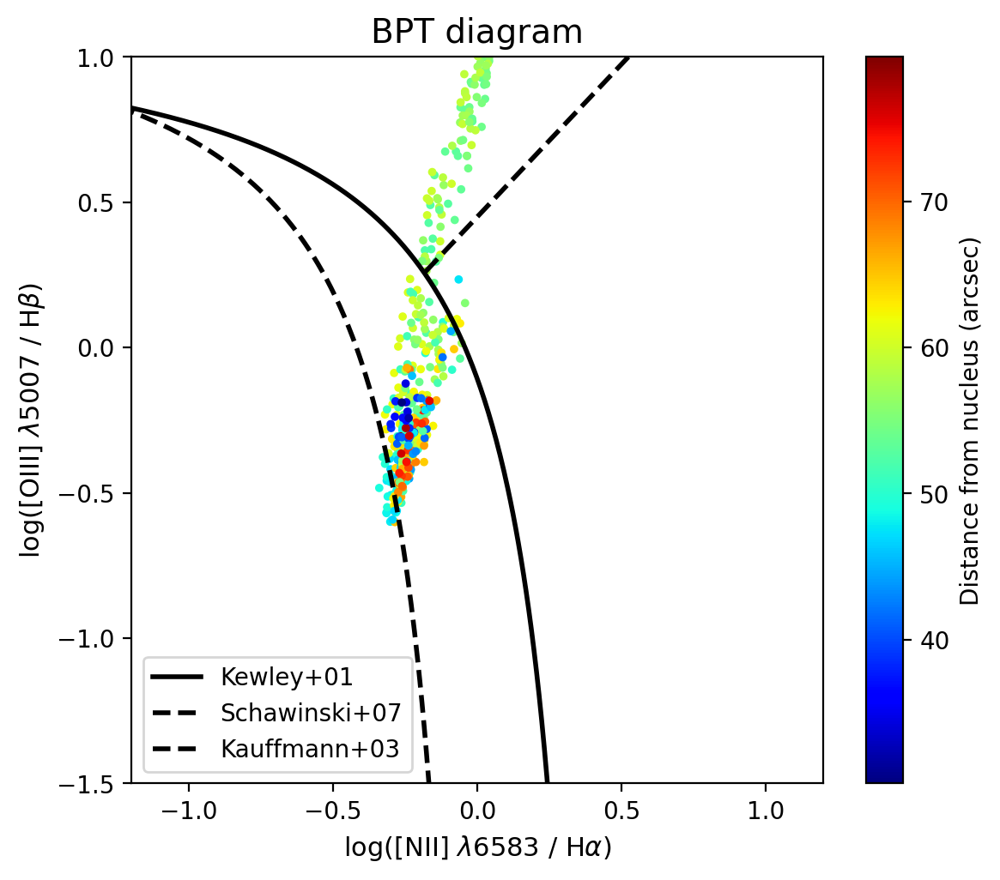 BPT diagram
1.0
0.5
0.0
−0.5
−1.0
−1.5
log([OIII] λ5007 / Hβ)
Kewley+01
Schawinski+07
Kauffmann+03
−1.0 −0.5 0.0 0.5 1.0
log([NII] λ6583 / Hα)
70
60
50
40
Distance from nucleus (arcsec)